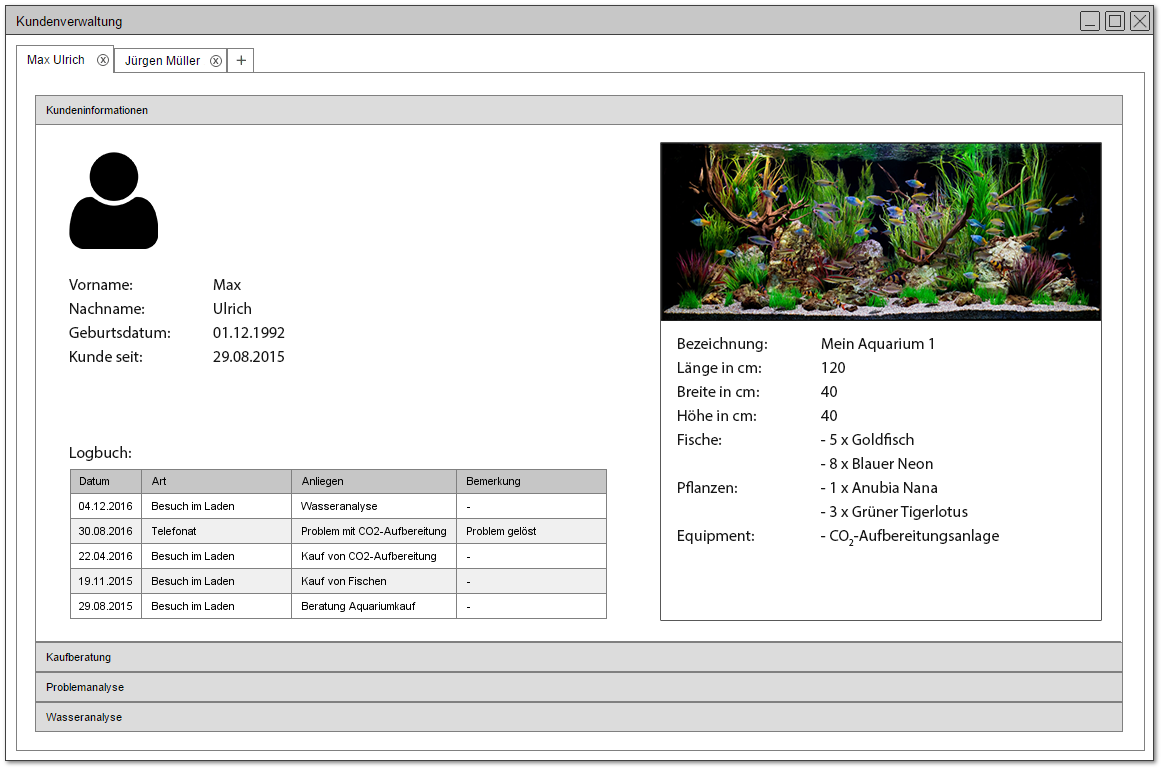 Kundenverwaltung
Max Ulrich Jürgen Müller +
Kundeninformationen
Vorname: Max
Nachname: Ulrich
Geburtsdatum: 01.12.1992
Kunde seit: 29.08.2015
Logbuch:
Datum Art Anliegen Bemerkung
04.12.2016 Besuch im Laden Wasseranalyse -
30.08.2016 Telefonat Problem mit CO2-Aufbereitung Problem gelöst
22.04.2016 Besuch im Laden Kauf von CO2-Aufbereitung -
19.11.2015 Besuch im Laden Kauf von Fischen -
29.08.2015 Besuch im Laden Beratung Aquariumkauf -
Bezeichnung: Mein Aquarium 1
Länge in cm: 120
Breite in cm: 40
Höhe in cm: 40
Fische: - 5 x Goldfisch
- 8 x Blauer Neon
Pflanzen: - 1 x Anubia Nana
- 3 x Grüner Tigerlotus
Equipment: - CO₂-Aufbereitungsanlage
Kaufberatung
Problemanalyse
Wasseranalyse